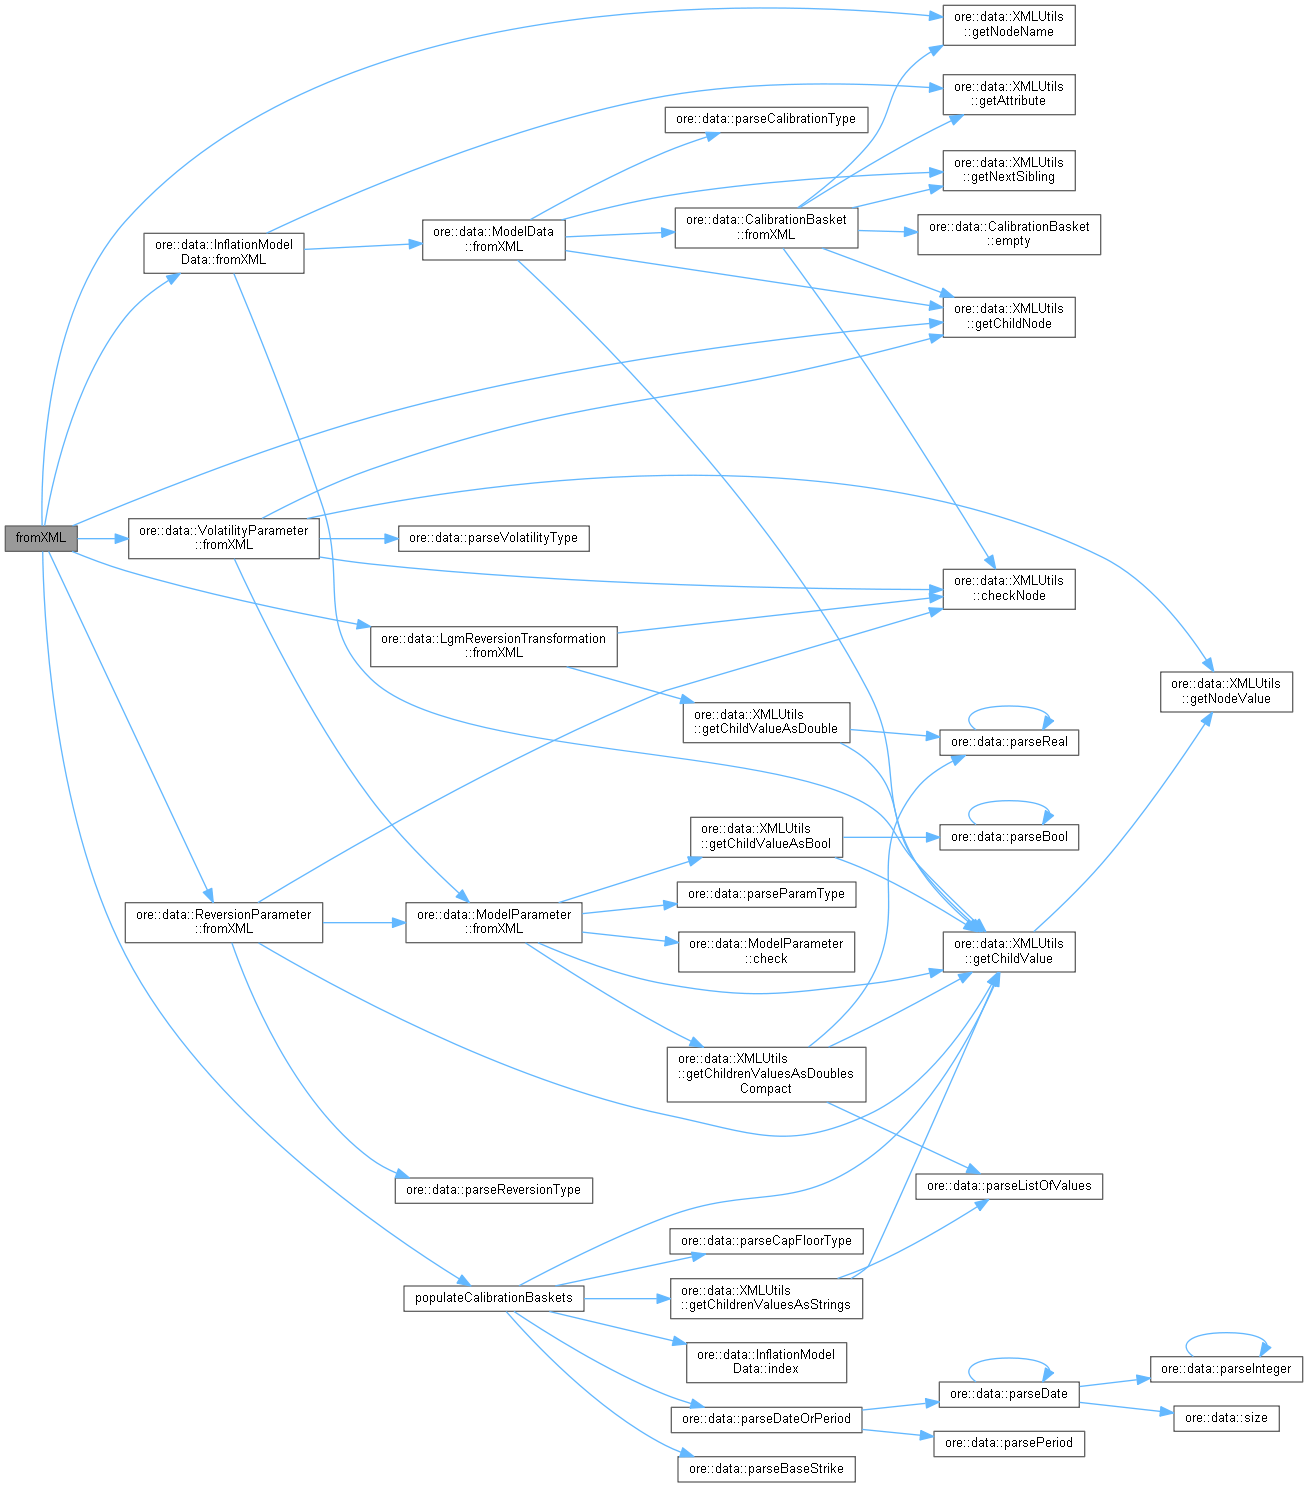 ore::data::XMLUtils
::getNodeName
ore::data::XMLUtils
::getAttribute
ore::data::parseCalibrationType
ore::data::XMLUtils
::getNextSibling
ore::data::CalibrationBasket
::fromXML
ore::data::ModelData
::fromXML
ore::data::CalibrationBasket
::empty
ore::data::InflationModel
Data::fromXML
ore::data::XMLUtils
::getChildNode
fromXML
ore::data::VolatilityParameter
::fromXML
ore::data::parseVolatilityType
ore::data::XMLUtils
::checkNode
ore::data::LgmReversionTransformation
::fromXML
ore::data::XMLUtils
::getNodeValue
ore::data::XMLUtils
::getChildValueAsDouble
ore::data::parseReal
ore::data::XMLUtils
::getChildValueAsBool
ore::data::parseBool
ore::data::parseParamType
ore::data::ReversionParameter
::fromXML
ore::data::ModelParameter
::fromXML
ore::data::ModelParameter
::check
ore::data::XMLUtils
::getChildValue
ore::data::XMLUtils
::getChildrenValuesAsDoubles
Compact
ore::data::parseReversionType
ore::data::parseListOfValues
ore::data::parseCapFloorType
populateCalibrationBaskets
ore::data::XMLUtils
::getChildrenValuesAsStrings
ore::data::InflationModel
Data::index
ore::data::parseInteger
ore::data::parseDate
ore::data::parseDateOrPeriod
ore::data::size
ore::data::parsePeriod
ore::data::parseBaseStrike